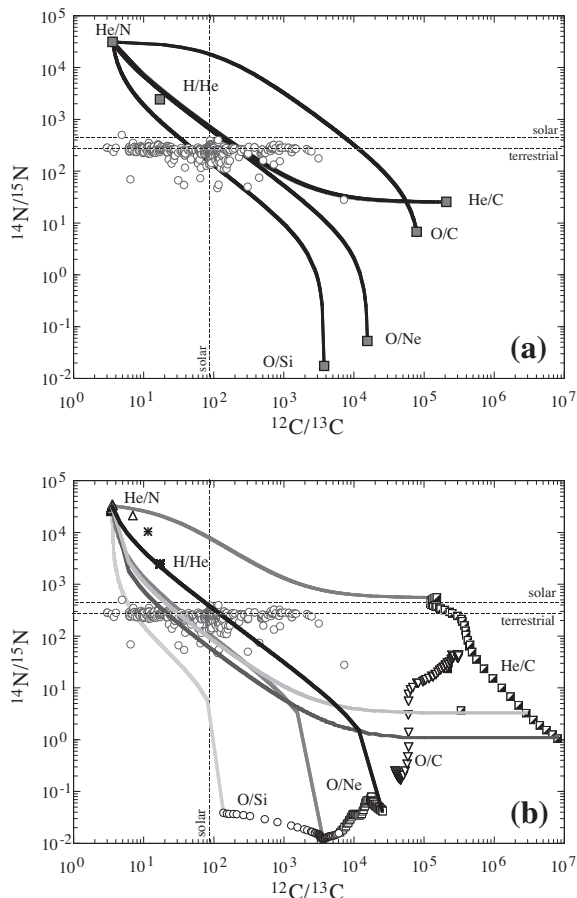 10^5
10^4
10^3
10^2
10^1
10^0
10^-1
10^-2
^14N/^15N
He/N
H/He
solar
terrestrial
He/C
O/C
O/Ne
O/Si
solar
(a)
10^0 10^1 10^2 10^3 10^4 10^5 10^6 10^7
^12C/^13C
10^5
10^4
10^3
10^2
10^1
10^0
10^-1
10^-2
^14N/^15N
He/N
H/He
solar
terrestrial
He/C
O/C
O/Ne
O/Si
solar
(b)
10^0 10^1 10^2 10^3 10^4 10^5 10^6 10^7
^12C/^13C